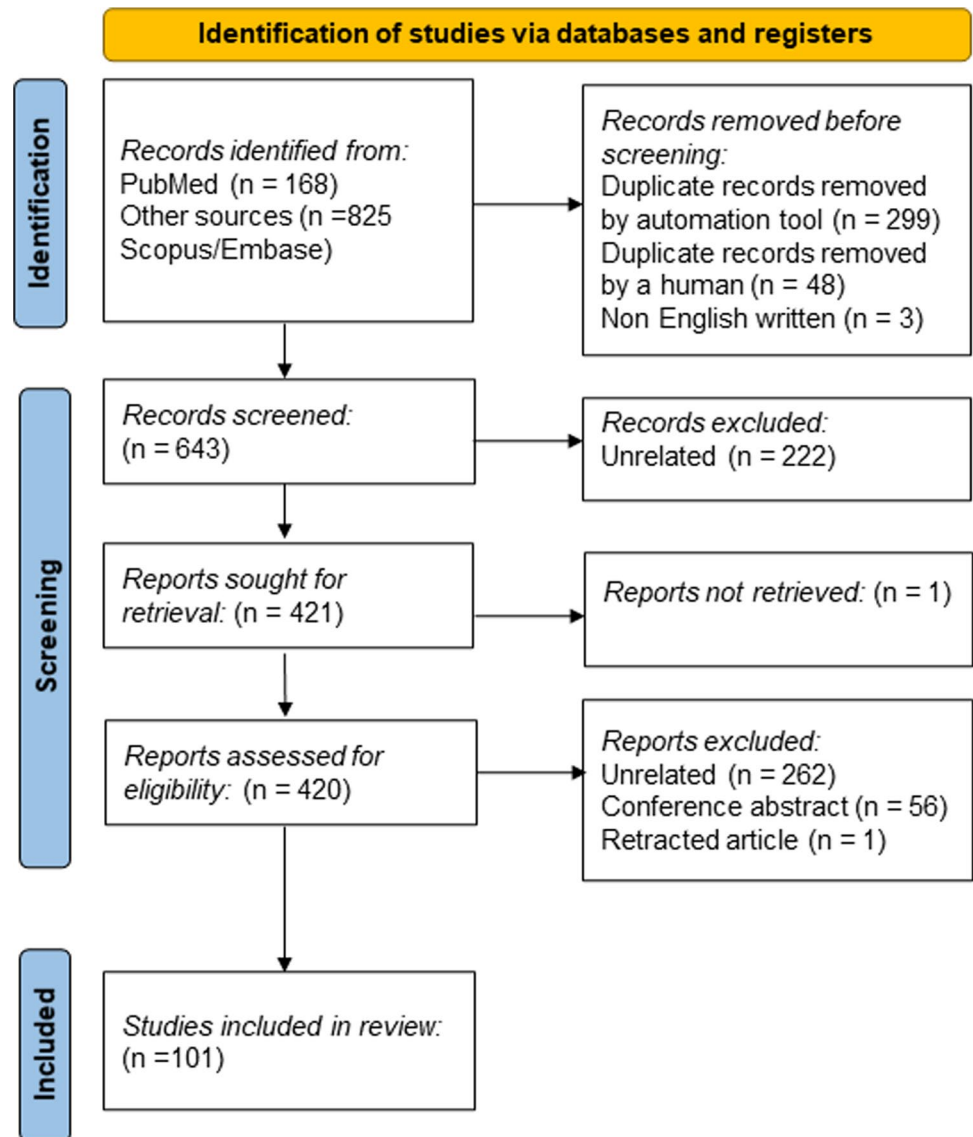 Identification of studies via databases and registers
Identification
Records identified from:
PubMed (n = 168)
Other sources (n =825
Scopus/Embase)
Records removed before
screening:
Duplicate records removed
by automation tool (n = 299)
Duplicate records removed
by a human (n = 48)
Non English written (n = 3)
Screening
Records screened:
(n = 643)
Records excluded:
Unrelated (n = 222)
Reports sought for
retrieval: (n = 421)
Reports not retrieved: (n = 1)
Reports assessed for
eligibility: (n = 420)
Reports excluded:
Unrelated (n = 262)
Conference abstract (n = 56)
Retracted article (n = 1)
Included
Studies included in review:
(n =101)